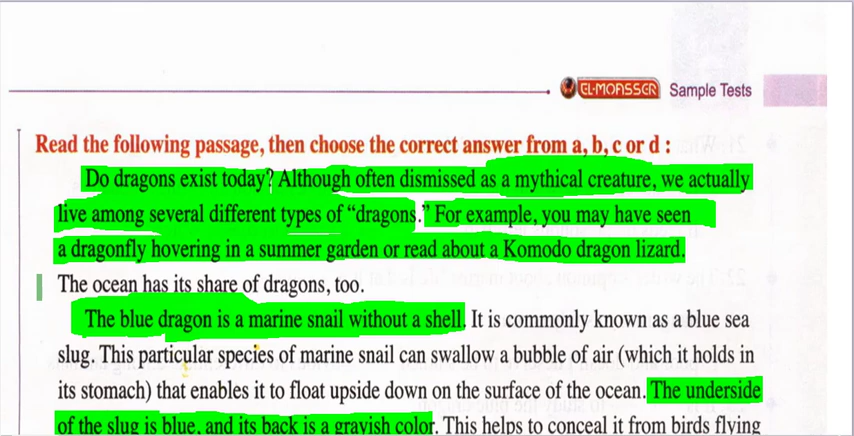 EL-MOASSER Sample Tests
Read the following passage, then choose the correct answer from a, b, c or d :
Do dragons exist today? Although often dismissed as a mythical creature, we actually
live among several different types of “dragons.” For example, you may have seen
a dragonfly hovering in a summer garden or read about a Komodo dragon lizard.
The ocean has its share of dragons, too.
The blue dragon is a marine snail without a shell. It is commonly known as a blue sea
slug. This particular species of marine snail can swallow a bubble of air (which it holds in
its stomach) that enables it to float upside down on the surface of the ocean. The underside
of the slug is blue, and its back is a grayish color. This helps to conceal it from birds flying